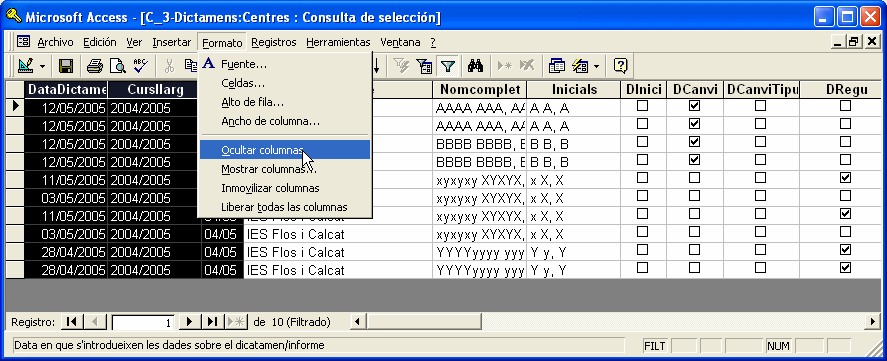 Microsoft Access - [C_3-Dictamens:Centres : Consulta de selección]
Archivo Edición Ver Insertar Formato Registros Herramientas Ventana ?
Fuente...
Celdas...
Alto de fila...
Ancho de columna...
Ocultar columnas
Mostrar columnas...
Inmovilizar columnas
Liberar todas las columnas
DataDictame Cursllarg e Nomcomplet Inicials DInici DCanvi DCanviTipu DRegu
12/05/2005 2004/2005 AAAA AAA, AA A A, A
12/05/2005 2004/2005 AAAA AAA, AA A A, A
12/05/2005 2004/2005 BBBB BBBB, B B B, B
12/05/2005 2004/2005 BBBB BBBB, B B B, B
11/05/2005 2004/2005 xyxyxy XYXYX, x X, X
03/05/2005 2004/2005 xyxyxy XYXYX, x X, X
11/05/2005 2004/2005 04/05 IES Flos i Calcat xyxyxy XYXYX, x X, X
03/05/2005 2004/2005 04/05 IES Flos i Calcat xyxyxy XYXYX, x X, X
28/04/2005 2004/2005 04/05 IES Flos i Calcat YYYYyyyy yyy Y y, Y
28/04/2005 2004/2005 04/05 IES Flos i Calcat YYYYyyyy yyy Y y, Y
Registro: 1 de 10 (Filtrado)
Data en que s'introdueixen les dades sobre el dicatamen/informe FILT NUM